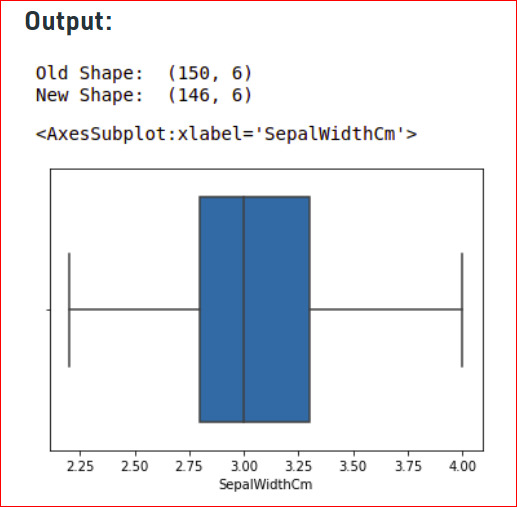 Output:
Old Shape:  (150, 6)
New Shape:  (146, 6)
<AxesSubplot:xlabel='SepalWidthCm'>
2.25 2.50 2.75 3.00 3.25 3.50 3.75 4.00
SepalWidthCm